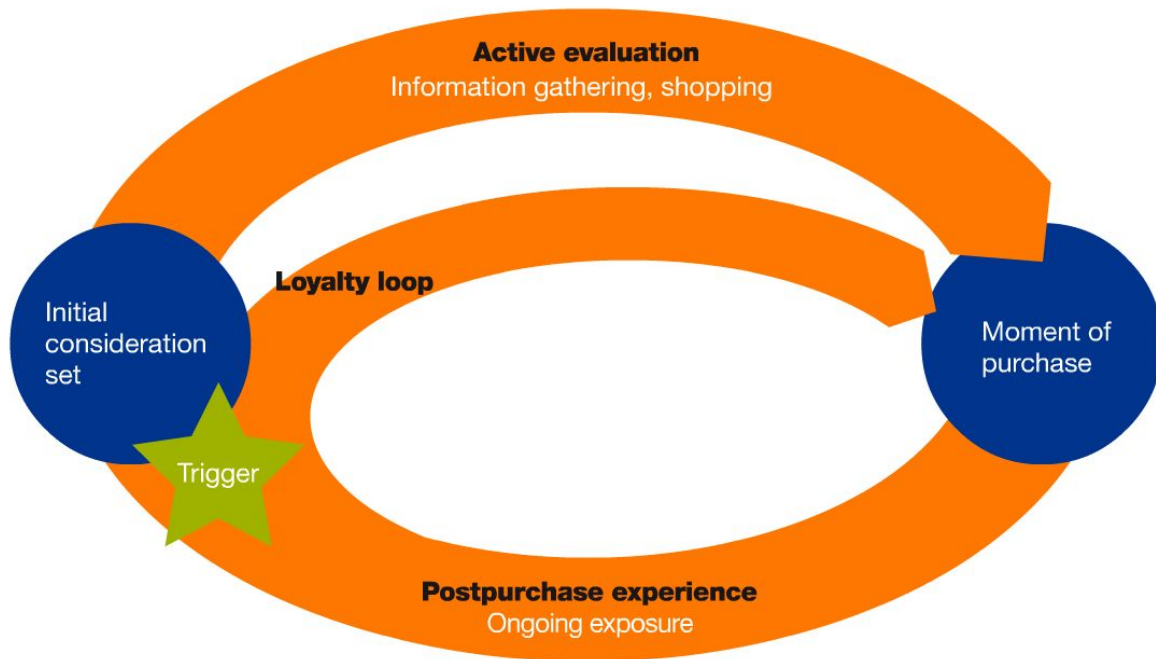 Active evaluation
Information gathering, shopping
Loyalty loop
Initial
consideration
set
Moment of
purchase
Trigger
Postpurchase experience
Ongoing exposure